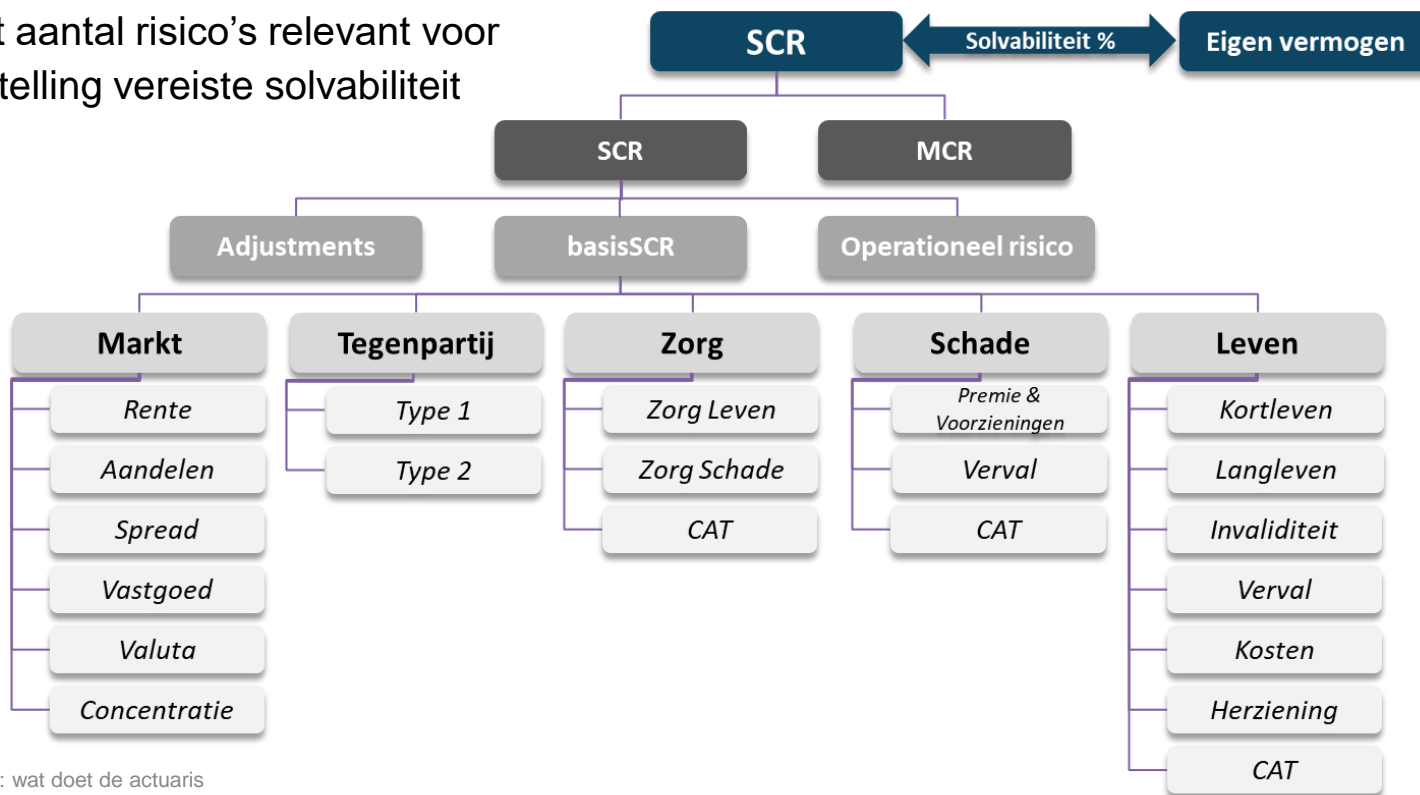 t aantal risico’s relevant voor
telling vereiste solvabiliteit
SCR
Solvabiliteit %
Eigen vermogen
SCR
MCR
Adjustments
basisSCR
Operationeel risico
Markt
Rente
Aandelen
Spread
Vastgoed
Valuta
Concentratie
Tegenpartij
Type 1
Type 2
Zorg
Zorg Leven
Zorg Schade
CAT
Schade
Premie &
Voorzieningen
Verval
CAT
Leven
Kortleven
Langleven
Invaliditeit
Verval
Kosten
Herziening
CAT
: wat doet de actuaris